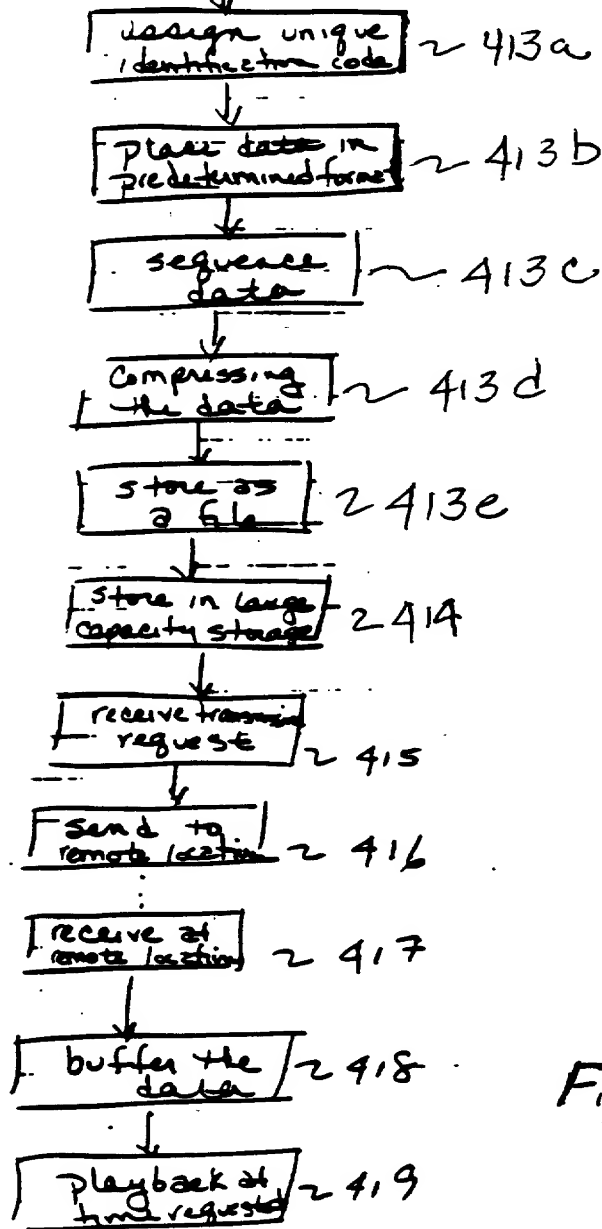 assign unique
identification code
~ 413a
place data in
predetermined format
~ 413b
sequence
data
~ 413c
compressing
the data
~ 413d
store as
a file
~ 413e
store in large
capacity storage
~ 414
receive transmission
request
~ 415
send to
remote location
~ 416
receive at
remote location
~ 417
buffer the
data
~ 418
playback at
time requested
~ 419